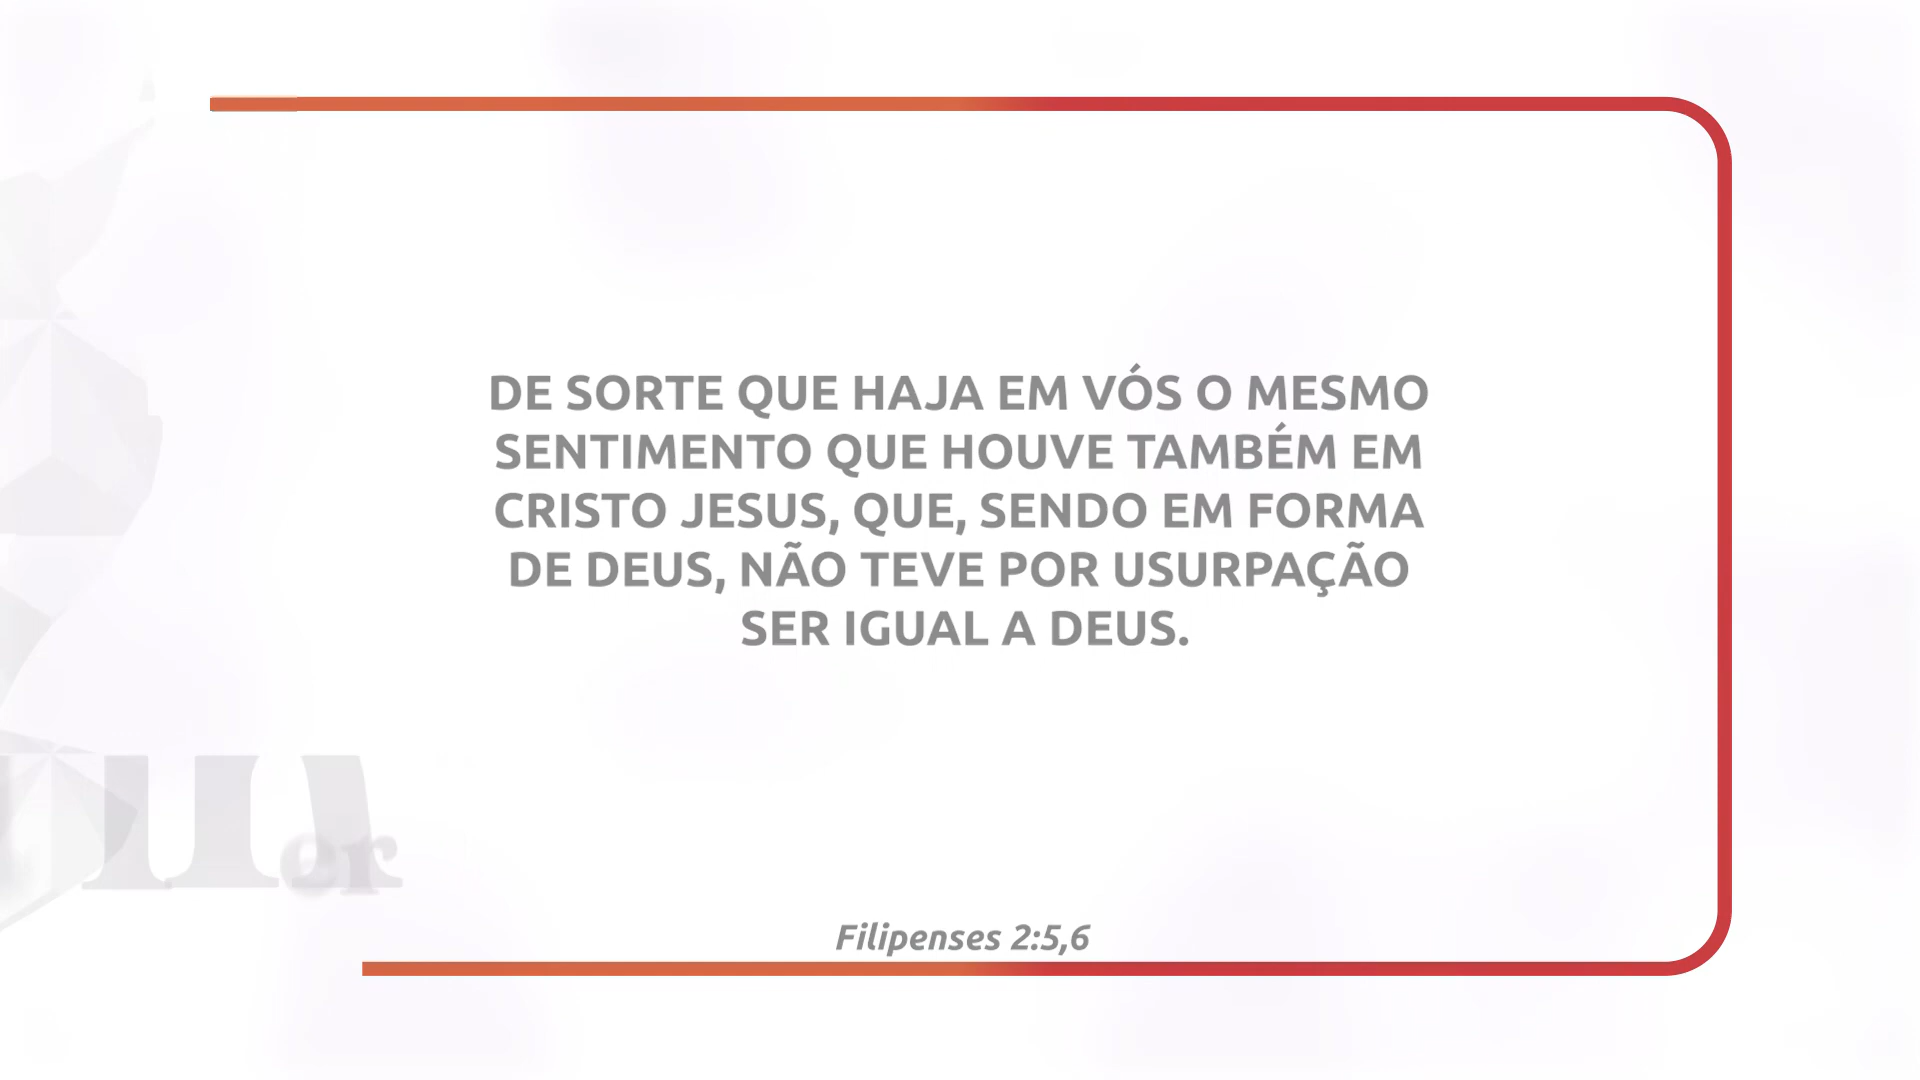 DE SORTE QUE HAJA EM VÓS O MESMO
SENTIMENTO QUE HOUVE TAMBÉM EM
CRISTO JESUS, QUE, SENDO EM FORMA
DE DEUS, NÃO TEVE POR USURPAÇÃO
SER IGUAL A DEUS.
er
Filipenses 2:5,6